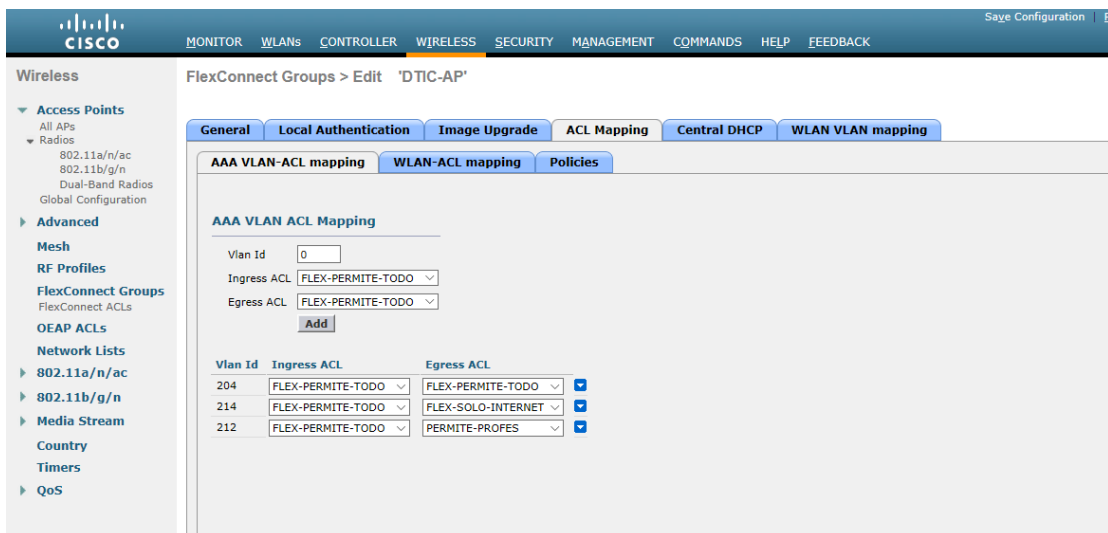 Save Configuration
CISCO
MONITOR WLANs CONTROLLER WIRELESS SECURITY MANAGEMENT COMMANDS HELP FEEDBACK
Wireless
FlexConnect Groups > Edit 'DTIC-AP'
Access Points
All APs
Radios
802.11a/n/ac
802.11b/g/n
Dual-Band Radios
Global Configuration
Advanced
Mesh
RF Profiles
FlexConnect Groups
FlexConnect ACLs
OEAP ACLs
Network Lists
802.11a/n/ac
802.11b/g/n
Media Stream
Country
Timers
QoS
General Local Authentication Image Upgrade ACL Mapping Central DHCP WLAN VLAN mapping
AAA VLAN-ACL mapping WLAN-ACL mapping Policies
AAA VLAN ACL Mapping
Vlan Id 0
Ingress ACL FLEX-PERMITE-TODO
Egress ACL FLEX-PERMITE-TODO
Add
Vlan Id Ingress ACL Egress ACL
204 FLEX-PERMITE-TODO FLEX-PERMITE-TODO
214 FLEX-PERMITE-TODO FLEX-SOLO-INTERNET
212 FLEX-PERMITE-TODO PERMITE-PROFES